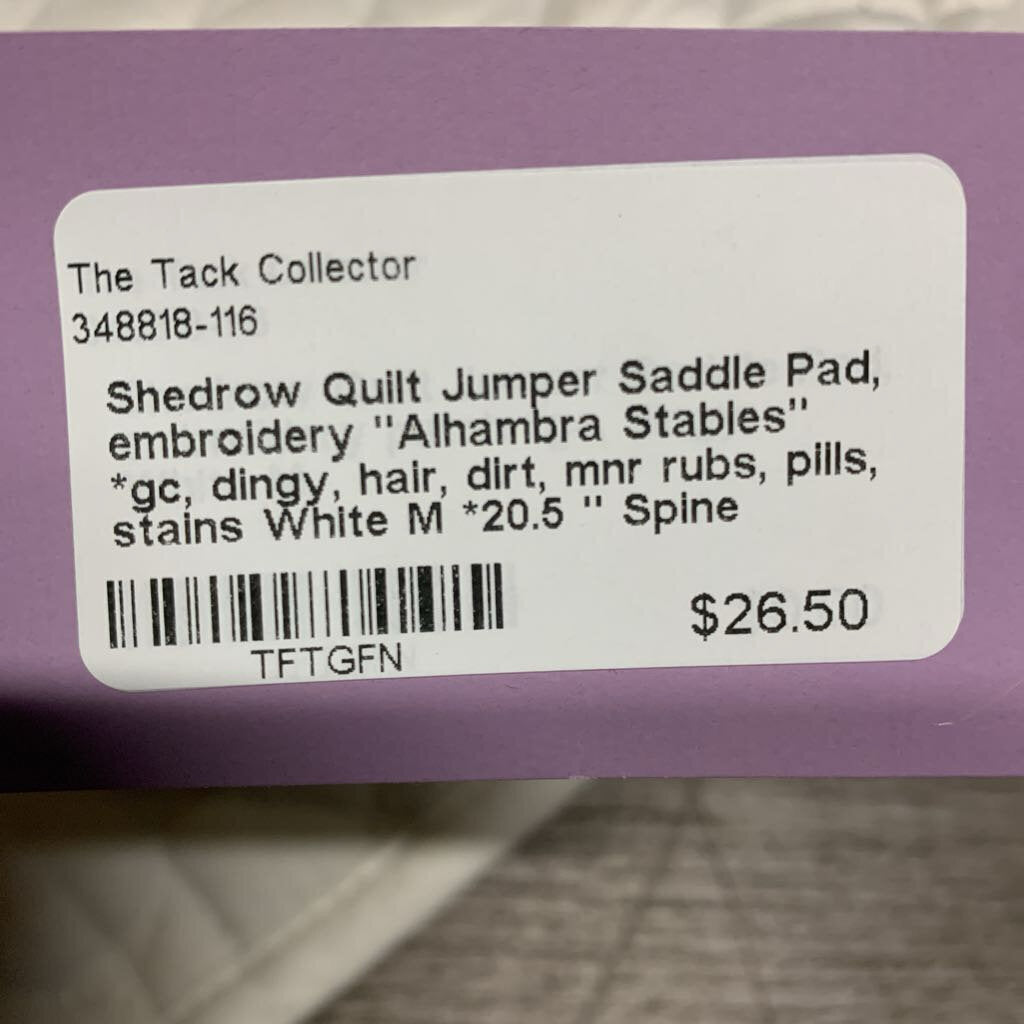 The Tack Collector
348818-116
Shedrow Quilt Jumper Saddle Pad,
embroidery "Alhambra Stables"
*gc, dingy, hair, dirt, mnr rubs, pills,
stains White M *20.5 " Spine
$26.50
TFTGFN